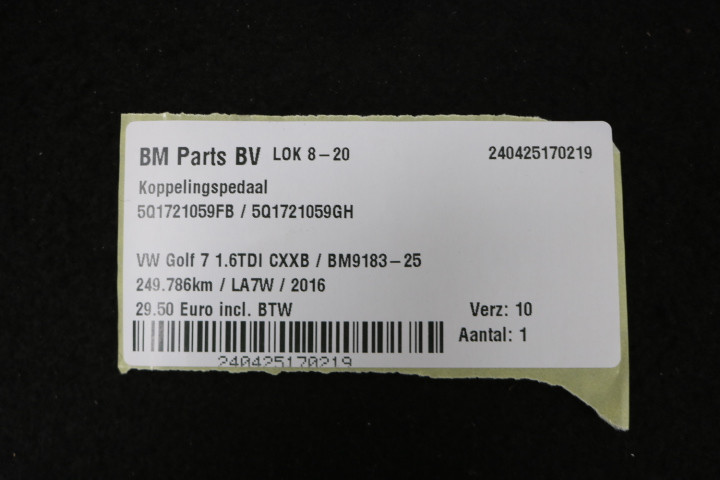 BM Parts BV LOK 8-20 240425170219
Koppelingspedaal
5Q1721059FB / 5Q1721059GH
VW Golf 7 1.6TDI CXXB / BM9183-25
249.786km / LA7W / 2016
29.50 Euro incl. BTW Verz: 10
Aantal: 1
240425170219